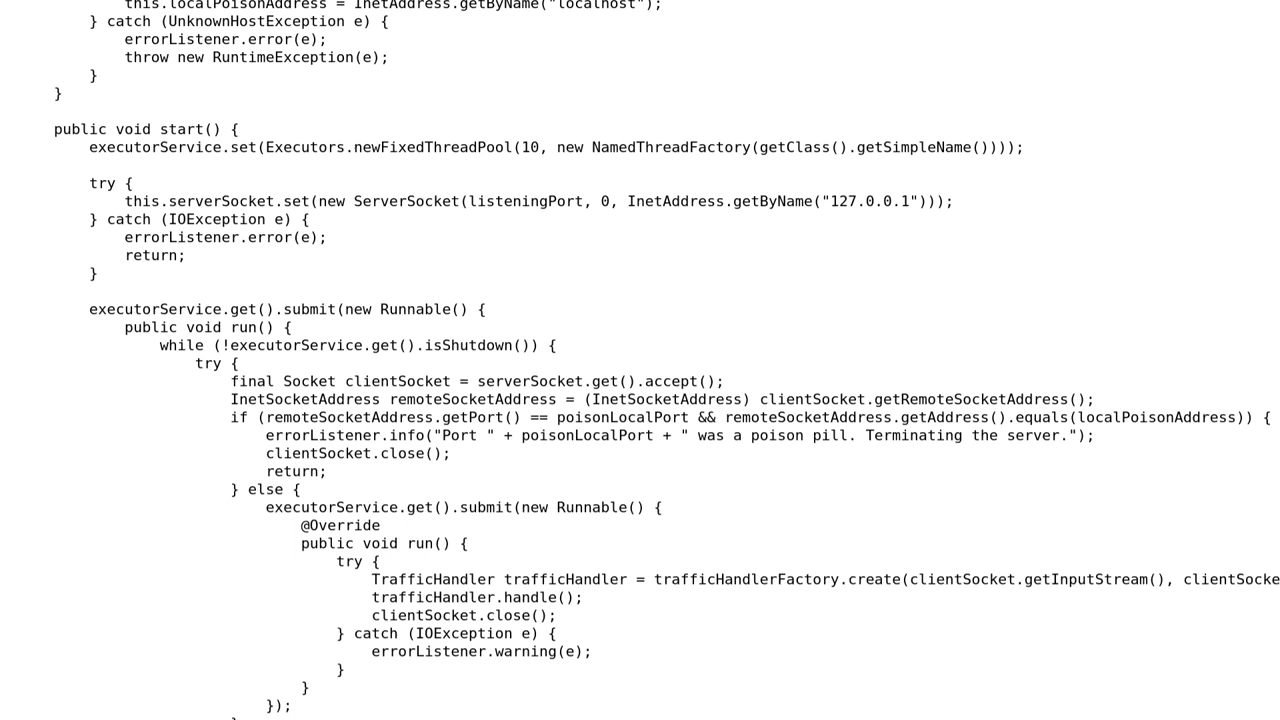 this.localPoisonAddress = InetAddress.getByName("localhost");
} catch (UnknownHostException e) {
errorListener.error(e);
throw new RuntimeException(e);
}
}
public void start() {
executorService.set(Executors.newFixedThreadPool(10, new NamedThreadFactory(getClass().getSimpleName())));
try {
this.serverSocket.set(new ServerSocket(listeningPort, 0, InetAddress.getByName("127.0.0.1")));
} catch (IOException e) {
errorListener.error(e);
return;
}
executorService.get().submit(new Runnable() {
public void run() {
while (!executorService.get().isShutdown()) {
try {
final Socket clientSocket = serverSocket.get().accept();
InetSocketAddress remoteSocketAddress = (InetSocketAddress) clientSocket.getRemoteSocketAddress();
if (remoteSocketAddress.getPort() == poisonLocalPort && remoteSocketAddress.getAddress().equals(localPoisonAddress)) {
errorListener.info("Port " + poisonLocalPort + " was a poison pill. Terminating the server.");
clientSocket.close();
return;
} else {
executorService.get().submit(new Runnable() {
@Override
public void run() {
try {
TrafficHandler trafficHandler = trafficHandlerFactory.create(clientSocket.getInputStream(), clientSocke
trafficHandler.handle();
clientSocket.close();
} catch (IOException e) {
errorListener.warning(e);
}
}
});